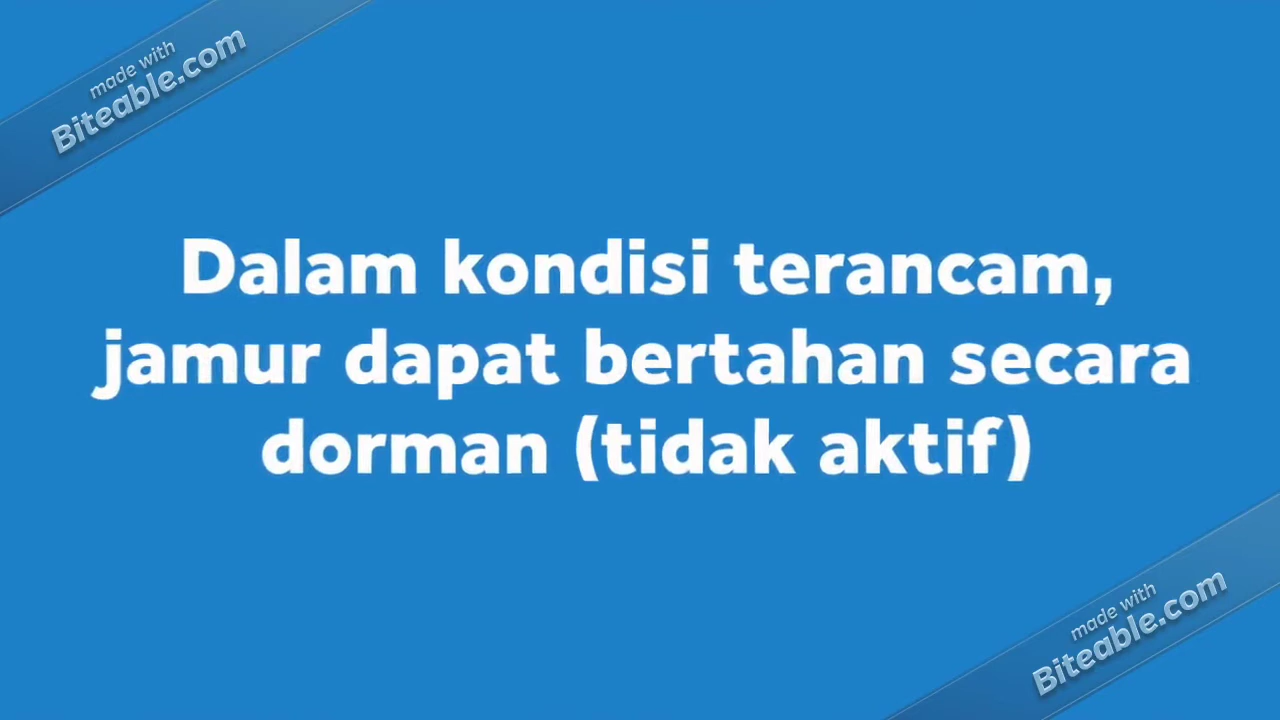 made with
Biteable.com
Dalam kondisi terancam,
jamur dapat bertahan secara
dorman (tidak aktif)
made with
Biteable.com